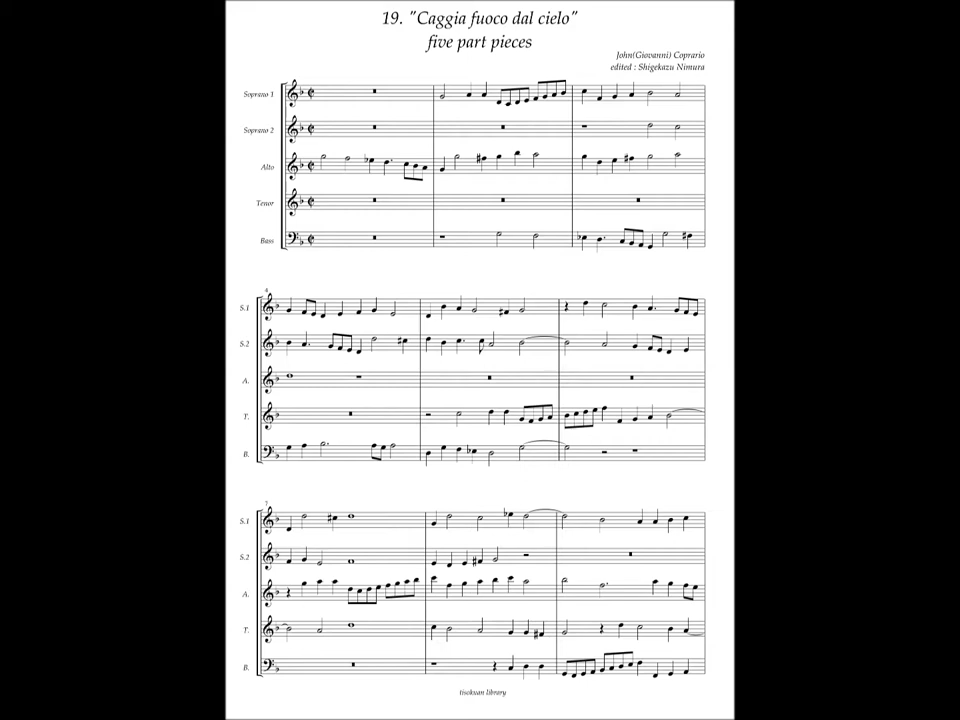 19. "Caggia fuoco dal cielo"
five part pieces
John(Giovanni) Coprario
edited : Shigekazu Nimura
Soprano 1
Soprano 2
Alto
Tenor
Bass
4
S.1
S.2
A.
T.
B.
7
S.1
S.2
A.
T.
B.
tisokuan library